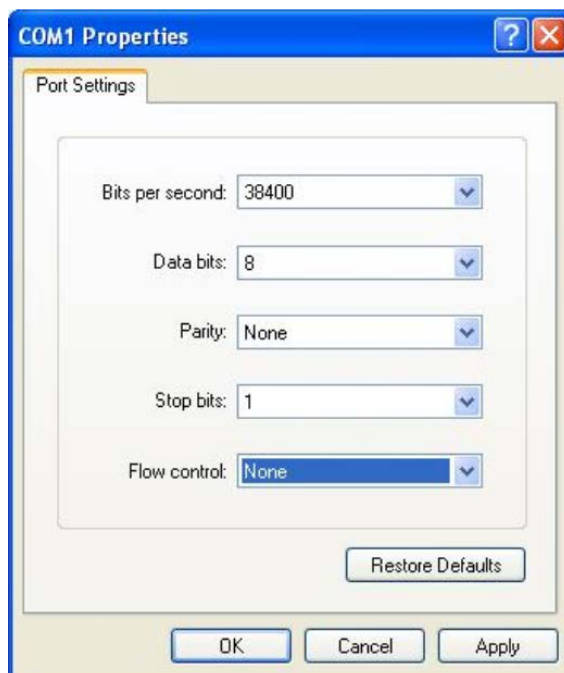 COM1 Properties
Port Settings
Bits per second: 38400
Data bits: 8
Parity: None
Stop bits: 1
Flow control: None
Restore Defaults
OK Cancel Apply